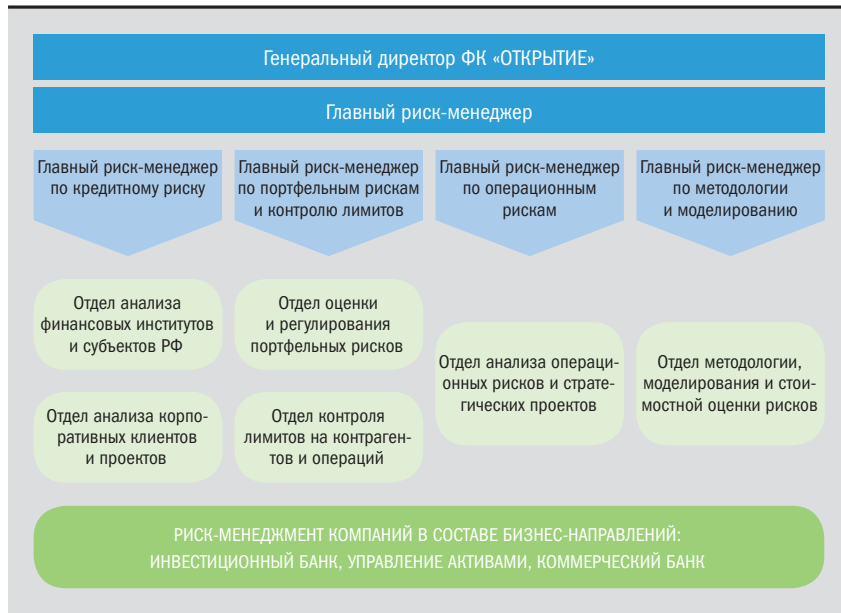 Генеральный директор ФК «ОТКРЫТИЕ»
Главный риск-менеджер
Главный риск-менеджер
по кредитному риску
Главный риск-менеджер
по портфельным рискам
и контролю лимитов
Главный риск-менеджер
по операционным
рискам
Главный риск-менеджер
по методологии
и моделированию
Отдел анализа
финансовых институтов
и субъектов РФ
Отдел оценки
и регулирования
портфельных рисков
Отдел анализа операци-
онных рисков и страте-
гических проектов
Отдел методологии,
моделирования и стои-
мостной оценки рисков
Отдел анализа корпо-
ративных клиентов
и проектов
Отдел контроля
лимитов на контраген-
тов и операций
РИСК-МЕНЕДЖМЕНТ КОМПАНИЙ В СОСТАВЕ БИЗНЕС-НАПРАВЛЕНИЙ:
ИНВЕСТИЦИОННЫЙ БАНК, УПРАВЛЕНИЕ АКТИВАМИ, КОММЕРЧЕСКИЙ БАНК